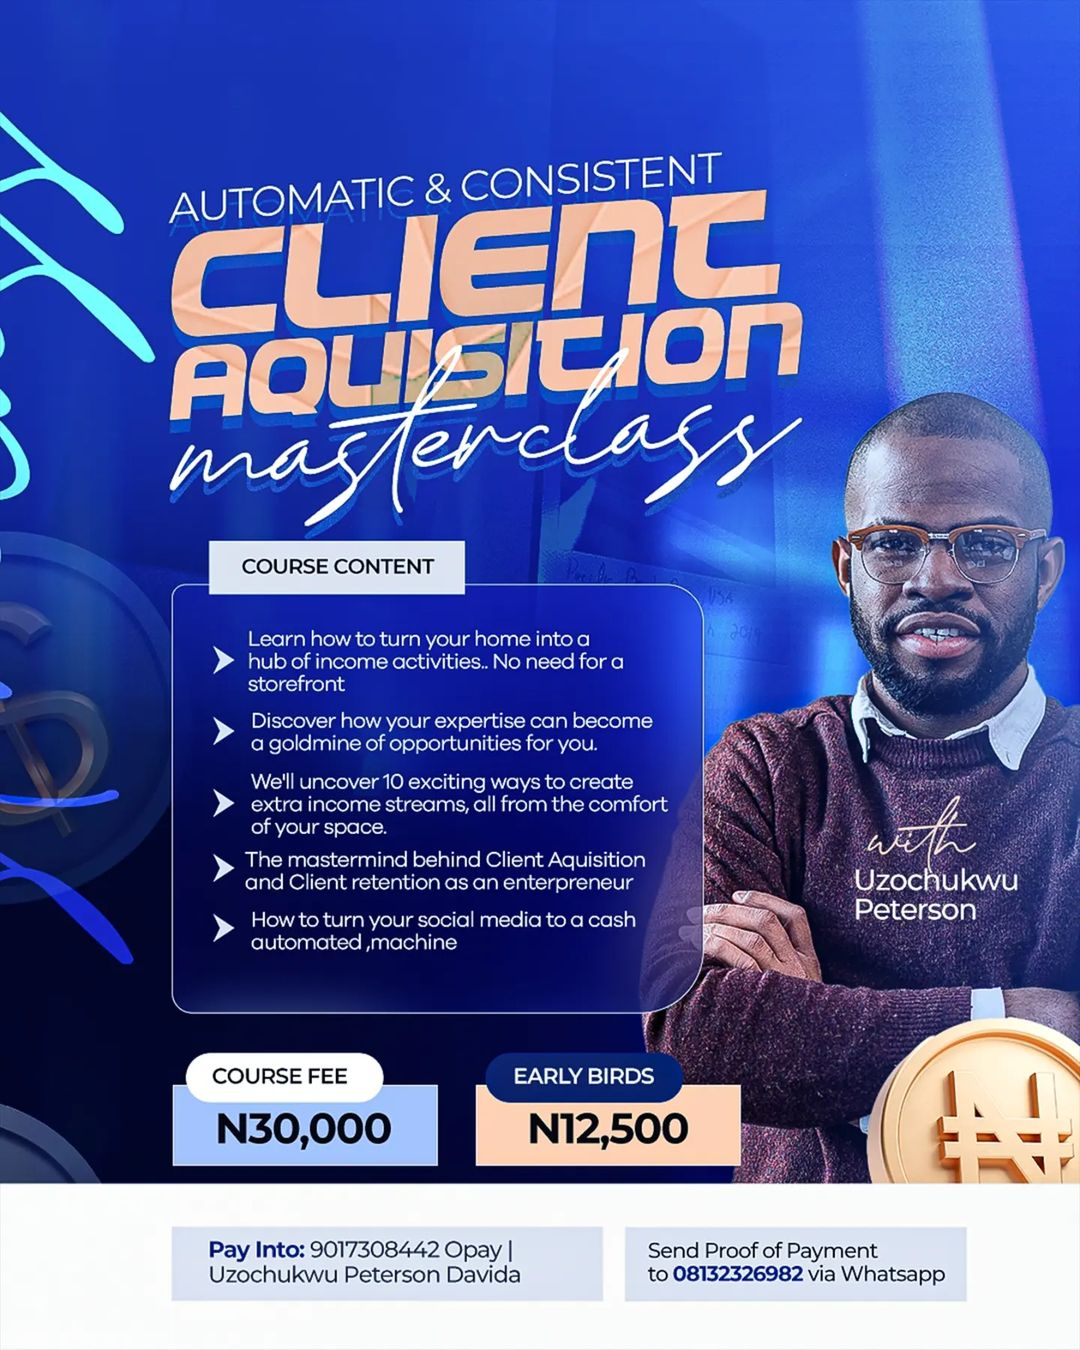 AUTOMATIC & CONSISTENT
CLIENT
AQUISITION
masterclass
COURSE CONTENT
Learn how to turn your home into a
hub of income activities.. No need for a
storefront
Discover how your expertise can become
a goldmine of opportunities for you.
We'll uncover 10 exciting ways to create
extra income streams, all from the comfort
of your space.
The mastermind behind Client Aquisition
and Client retention as an enterpreneur
How to turn your social media to a cash
automated ,machine
with
Uzochukwu
Peterson
COURSE FEE
N30,000
EARLY BIRDS
N12,500
Pay Into: 9017308442 Opay |
Uzochukwu Peterson Davida
Send Proof of Payment
to 08132326982 via Whatsapp